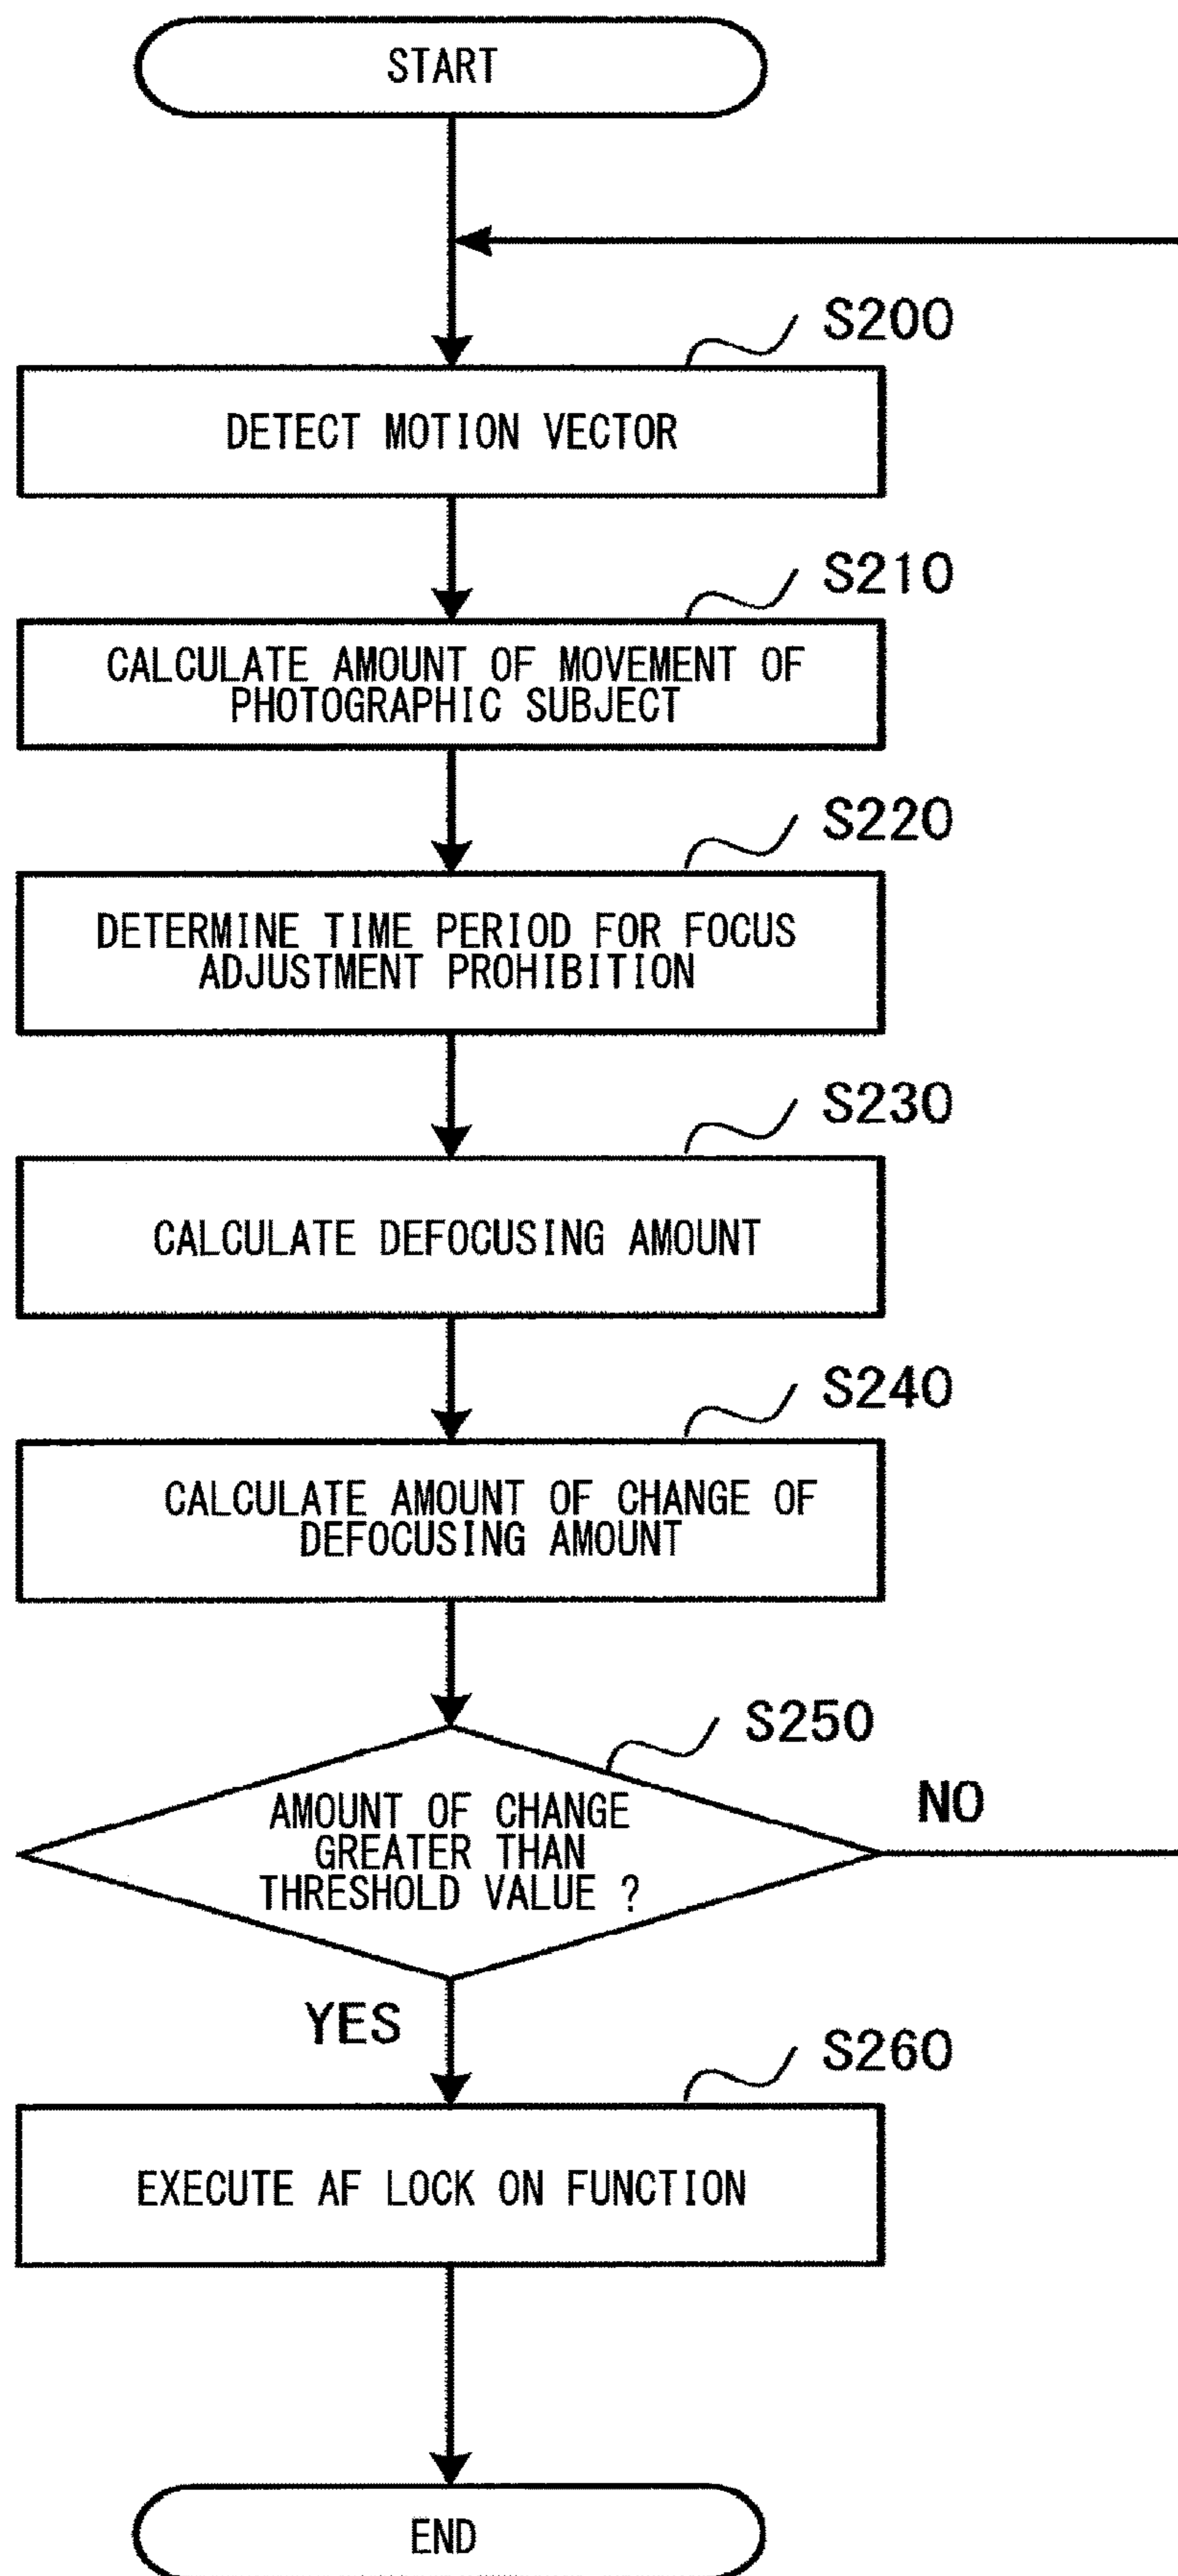 START
S200
DETECT MOTION VECTOR
S210
CALCULATE AMOUNT OF MOVEMENT OF
PHOTOGRAPHIC SUBJECT
S220
DETERMINE TIME PERIOD FOR FOCUS
ADJUSTMENT PROHIBITION
S230
CALCULATE DEFOCUSING AMOUNT
S240
CALCULATE AMOUNT OF CHANGE OF
DEFOCUSING AMOUNT
S250
AMOUNT OF CHANGE
GREATER THAN
THRESHOLD VALUE ?
NO
YES
S260
EXECUTE AF LOCK ON FUNCTION
END